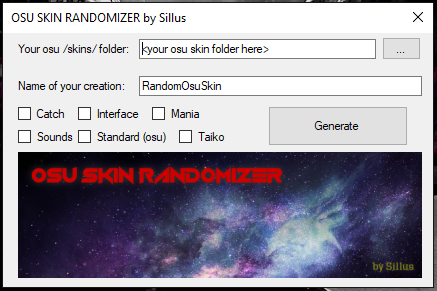 OSU SKIN RANDOMIZER by Sillus
Your osu /skins/ folder:
<your osu skin folder here>
...
Name of your creation:
RandomOsuSkin
Catch
Interface
Mania
Sounds
Standard (osu)
Taiko
Generate
OSU SKIN RANDOMIZER
by Sillus